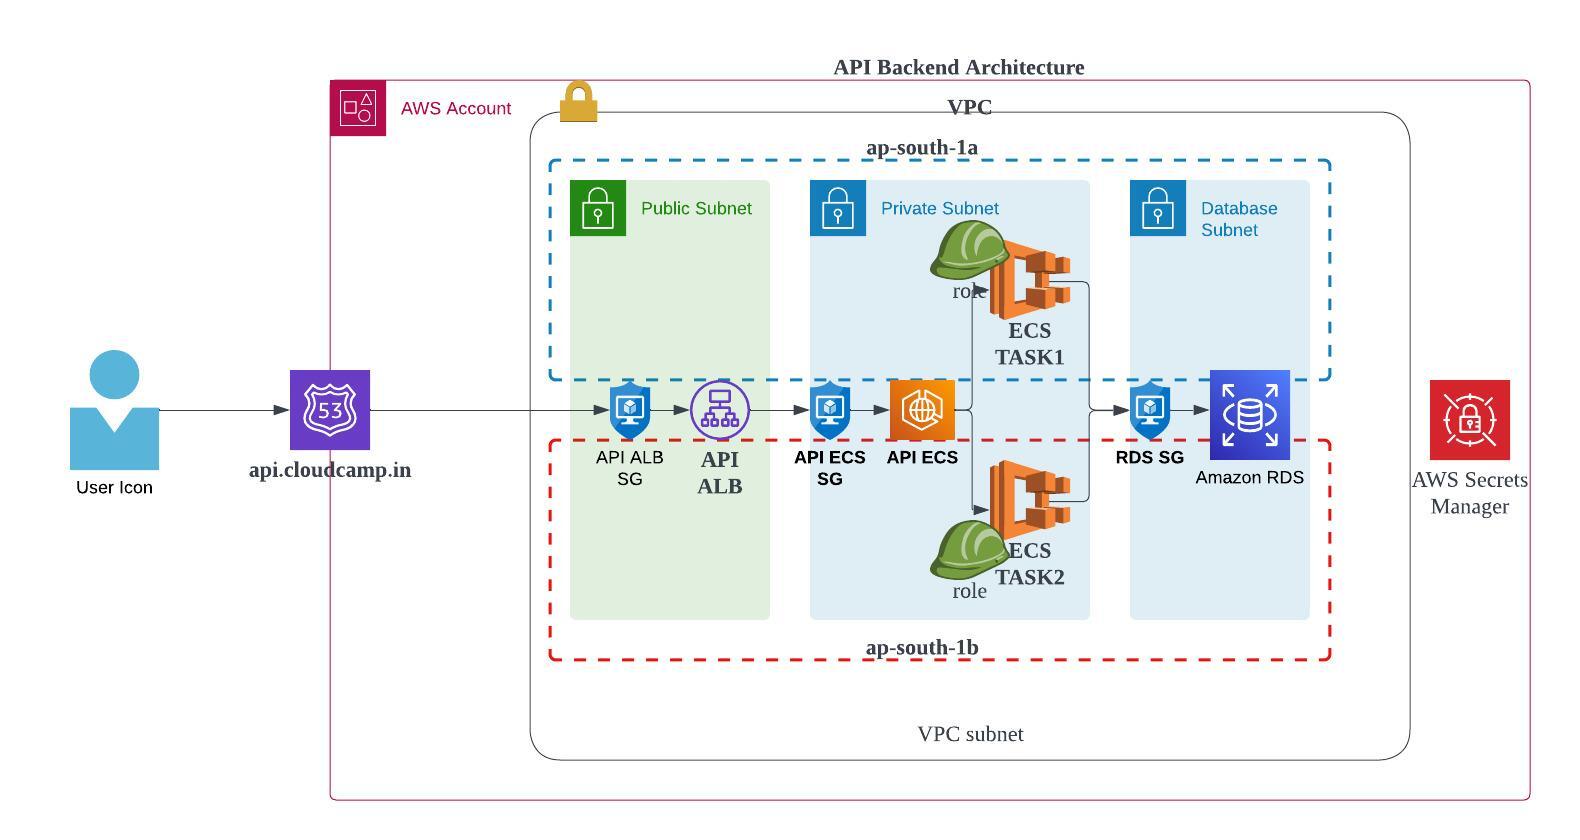 API Backend Architecture
AWS Account
VPC
ap-south-1a
Public Subnet
Private Subnet
Database
Subnet
role
ECS
TASK1
53
api.cloudcamp.in
User Icon
API ALB
SG
API
ALB
API ECS
SG
API ECS
RDS SG
Amazon RDS
AWS Secrets
Manager
ECS
TASK2
role
ap-south-1b
VPC subnet